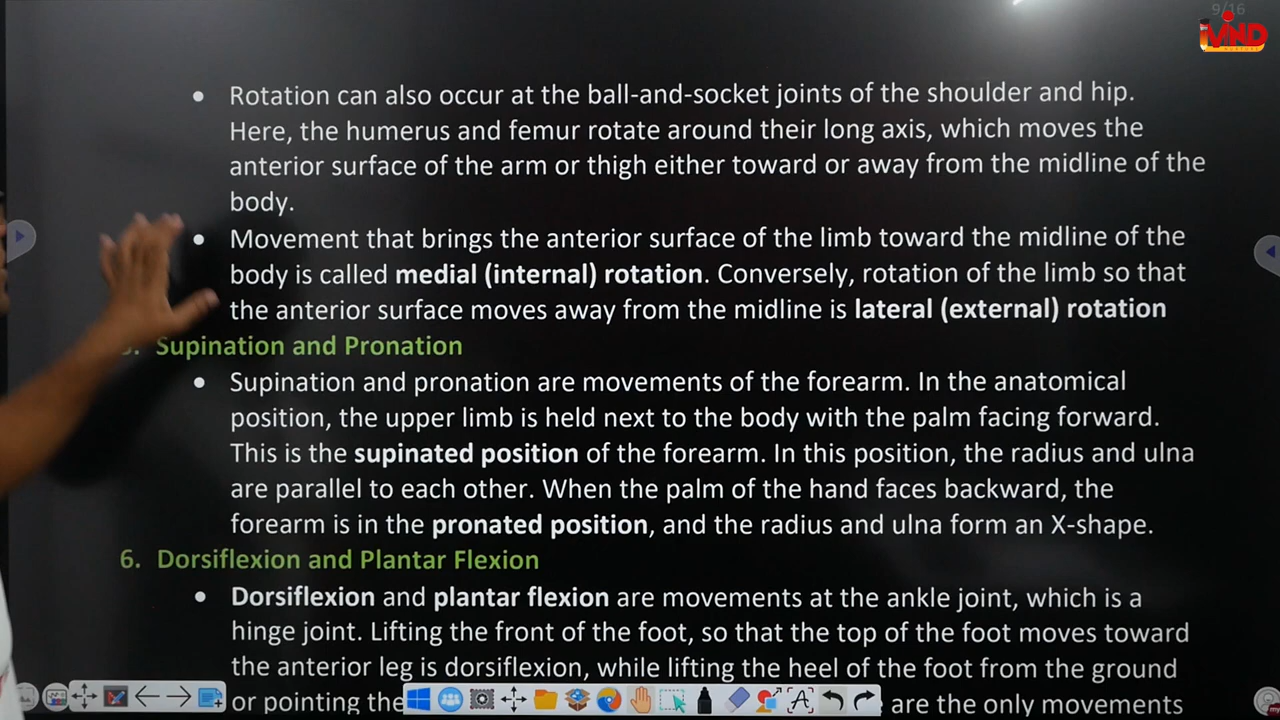 9/16
MIND
Rotation can also occur at the ball-and-socket joints of the shoulder and hip.
Here, the humerus and femur rotate around their long axis, which moves the
anterior surface of the arm or thigh either toward or away from the midline of the
body.
Movement that brings the anterior surface of the limb toward the midline of the
body is called medial (internal) rotation. Conversely, rotation of the limb so that
the anterior surface moves away from the midline is lateral (external) rotation
Supination and Pronation
Supination and pronation are movements of the forearm. In the anatomical
position, the upper limb is held next to the body with the palm facing forward.
This is the supinated position of the forearm. In this position, the radius and ulna
are parallel to each other. When the palm of the hand faces backward, the
forearm is in the pronated position, and the radius and ulna form an X-shape.
6. Dorsiflexion and Plantar Flexion
Dorsiflexion and plantar flexion are movements at the ankle joint, which is a
hinge joint. Lifting the front of the foot, so that the top of the foot moves toward
the anterior leg is dorsiflexion, while lifting the heel of the foot from the ground
or pointing the are the only movements